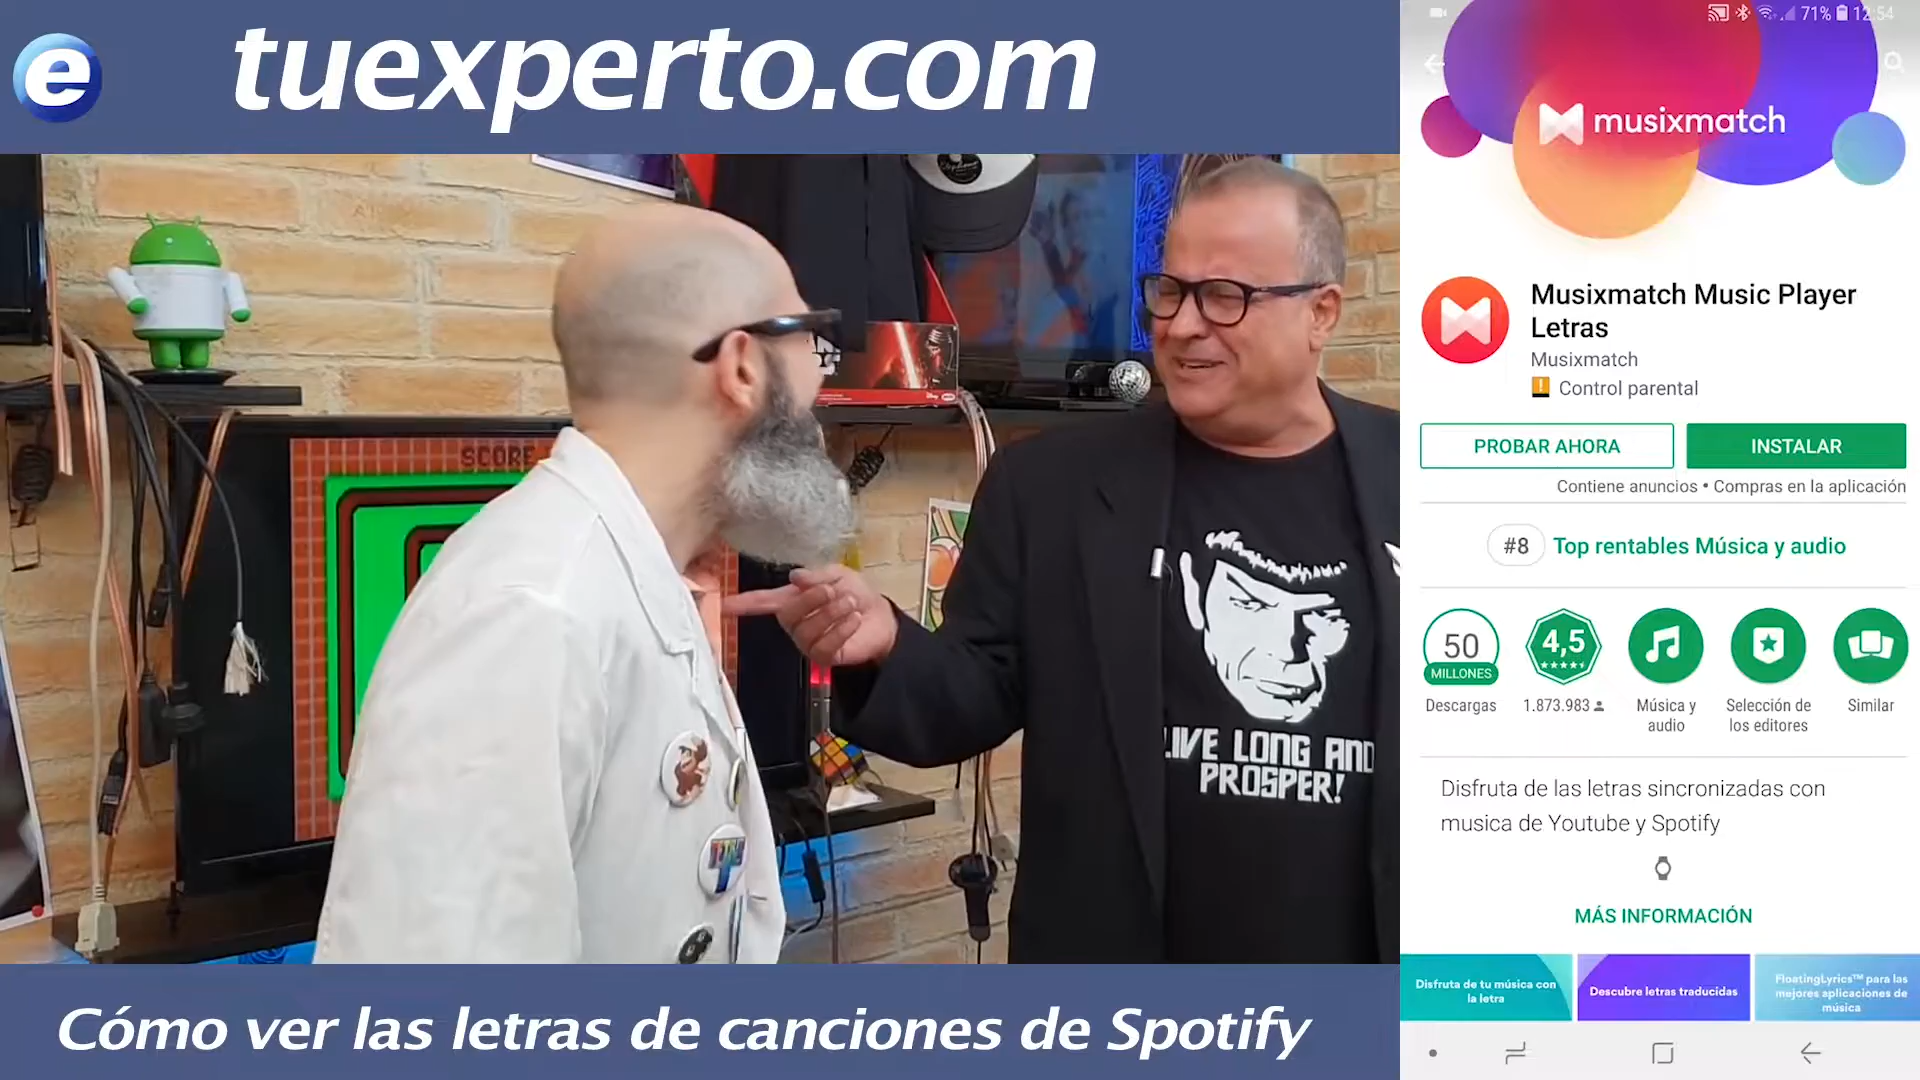 e tuexperto.com
SCORE
LIVE LONG AND
PROSPER!
Cómo ver las letras de canciones de Spotify
71% 12:54
musixmatch
Musixmatch Music Player
Letras
Musixmatch
Control parental
PROBAR AHORA
INSTALAR
Contiene anuncios • Compras en la aplicación
#8 Top rentables Música y audio
50
MILLONES
Descargas
4,5
1.873.983
Música y
audio
Selección de
los editores
Similar
Disfruta de las letras sincronizadas con
musica de Youtube y Spotify
MÁS INFORMACIÓN
Disfruta de tu música con
la letra
Descubre letras traducidas
FloatingLyrics™ para las
mejores aplicaciones de
música